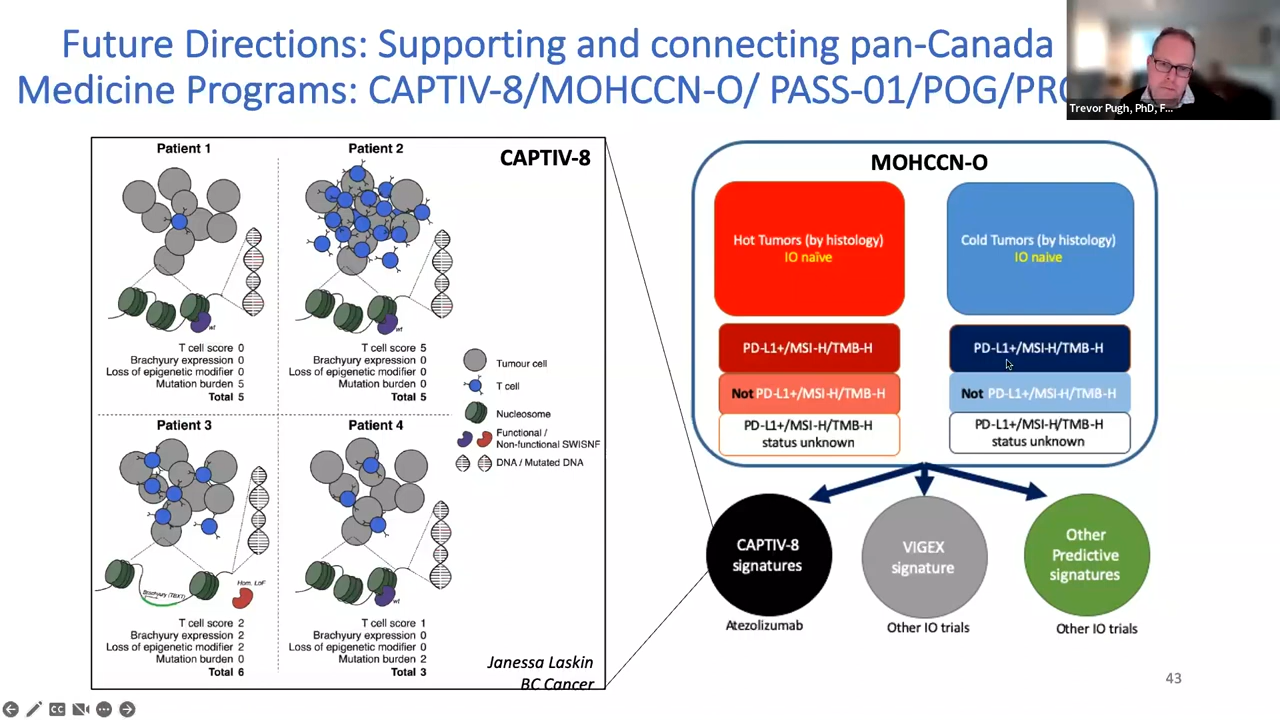 Future Directions: Supporting and connecting pan-Canada
Medicine Programs: CAPTIV-8/MOHCCN-O/ PASS-01/POG/PRO
Trevor Pugh, PhD, F...
CAPTIV-8
Patient 1
wt
T cell score 0
Brachyury expression 0
Loss of epigenetic modifier 0
Mutation burden 5
Total 5
Patient 2
wt
T cell score 5
Brachyury expression 0
Loss of epigenetic modifier 0
Mutation burden 0
Total 5
Patient 3
Brachyury (TBXT)
Hom. LoF
T cell score 2
Brachyury expression 2
Loss of epigenetic modifier 2
Mutation burden 0
Total 6
Patient 4
wt
T cell score 1
Brachyury expression 0
Loss of epigenetic modifier 0
Mutation burden 2
Total 3
Tumour cell
T cell
Nucleosome
Functional /
Non-functional SWISNF
DNA / Mutated DNA
Janessa Laskin
BC Cancer
MOHCCN-O
Hot Tumors (by histology)
IO naïve
PD-L1+/MSI-H/TMB-H
Not PD-L1+/MSI-H/TMB-H
PD-L1+/MSI-H/TMB-H
status unknown
Cold Tumors (by histology)
IO naive
PD-L1+/MSI-H/TMB-H
Not PD-L1+/MSI-H/TMB-H
PD-L1+/MSI-H/TMB-H
status unknown
CAPTIV-8
signatures
Atezolizumab
VIGEX
signature
Other IO trials
Other
Predictive
signatures
Other IO trials
43
CC